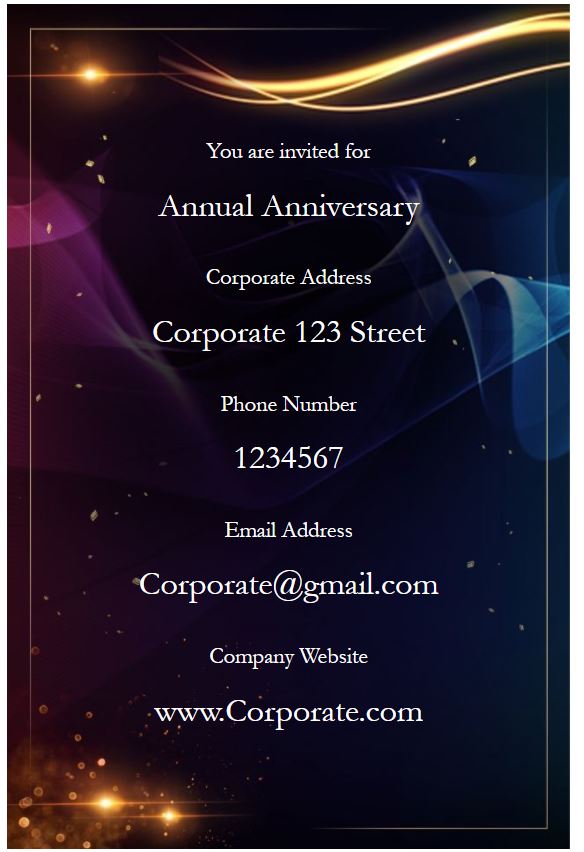 You are invited for
Annual Anniversary
Corporate Address
Corporate 123 Street
Phone Number
1234567
Email Address
Corporate@gmail.com
Company Website
www.Corporate.com